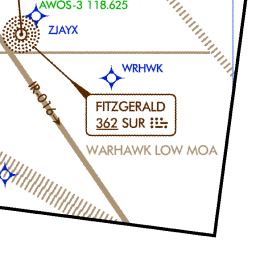 AWOS-3 118.625
ZJAYX
WRHWK
IR-016
FITZGERALD
362 SUR
WARHAWK LOW MOA